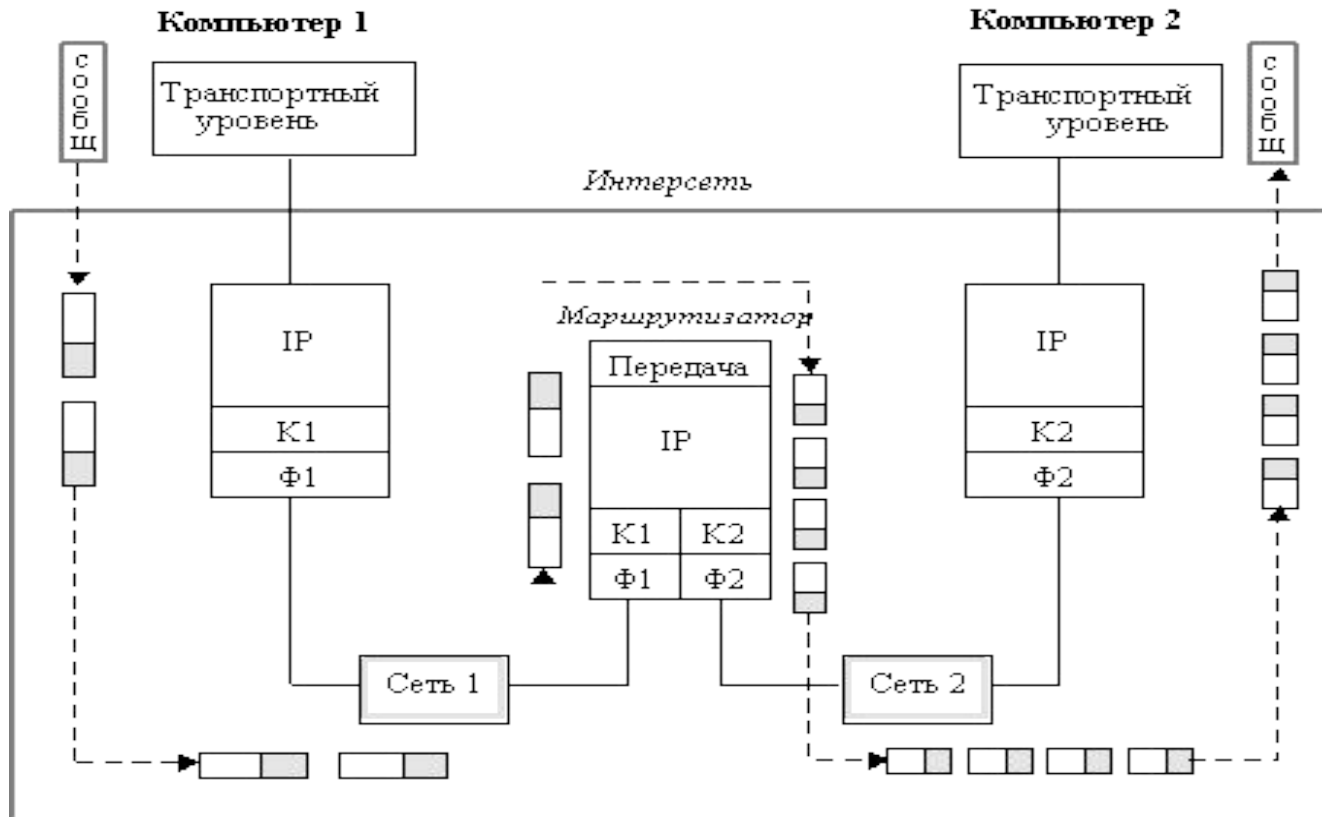 Компьютер 1
Компьютер 2
сообщ
Транспортный
уровень
Транспортный
уровень
сообщ
Интерсеть
IP
К1
Ф1
Маршрутизатор
Передача
IP
К1
К2
Ф1
Ф2
IP
К2
Ф2
Сеть 1
Сеть 2